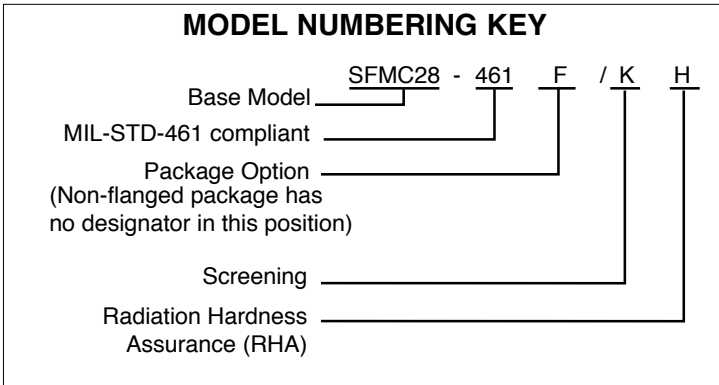 MODEL NUMBERING KEY
SFMC28 - 461 F / K H
Base Model
MIL-STD-461 compliant
Package Option
(Non-flanged package has
no designator in this position)
Screening
Radiation Hardness
Assurance (RHA)